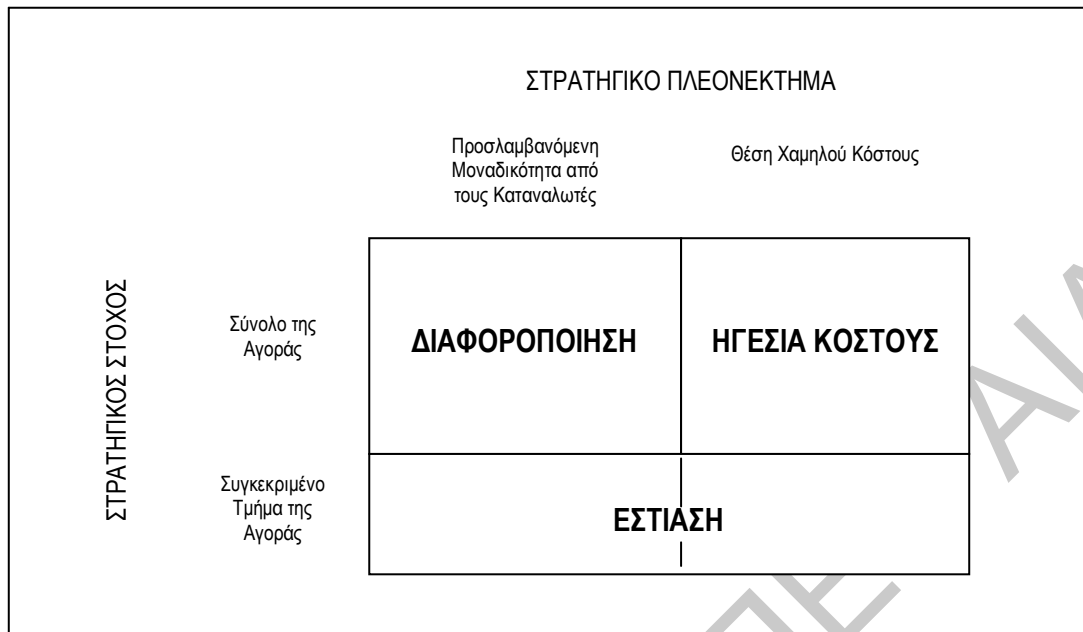 ΣΤΡΑΤΗΓΙΚΟ ΠΛΕΟΝΕΚΤΗΜΑ
Προσλαμβανόμενη
Μοναδικότητα από
τους Καταναλωτές
Θέση Χαμηλού Κόστους
ΣΤΡΑΤΗΓΙΚΟΣ ΣΤΟΧΟΣ
Σύνολο της
Αγοράς
ΔΙΑΦΟΡΟΠΟΙΗΣΗ
ΗΓΕΣΙΑ ΚΟΣΤΟΥΣ
Συγκεκριμένο
Τμήμα της
Αγοράς
ΕΣΤΙΑΣΗ